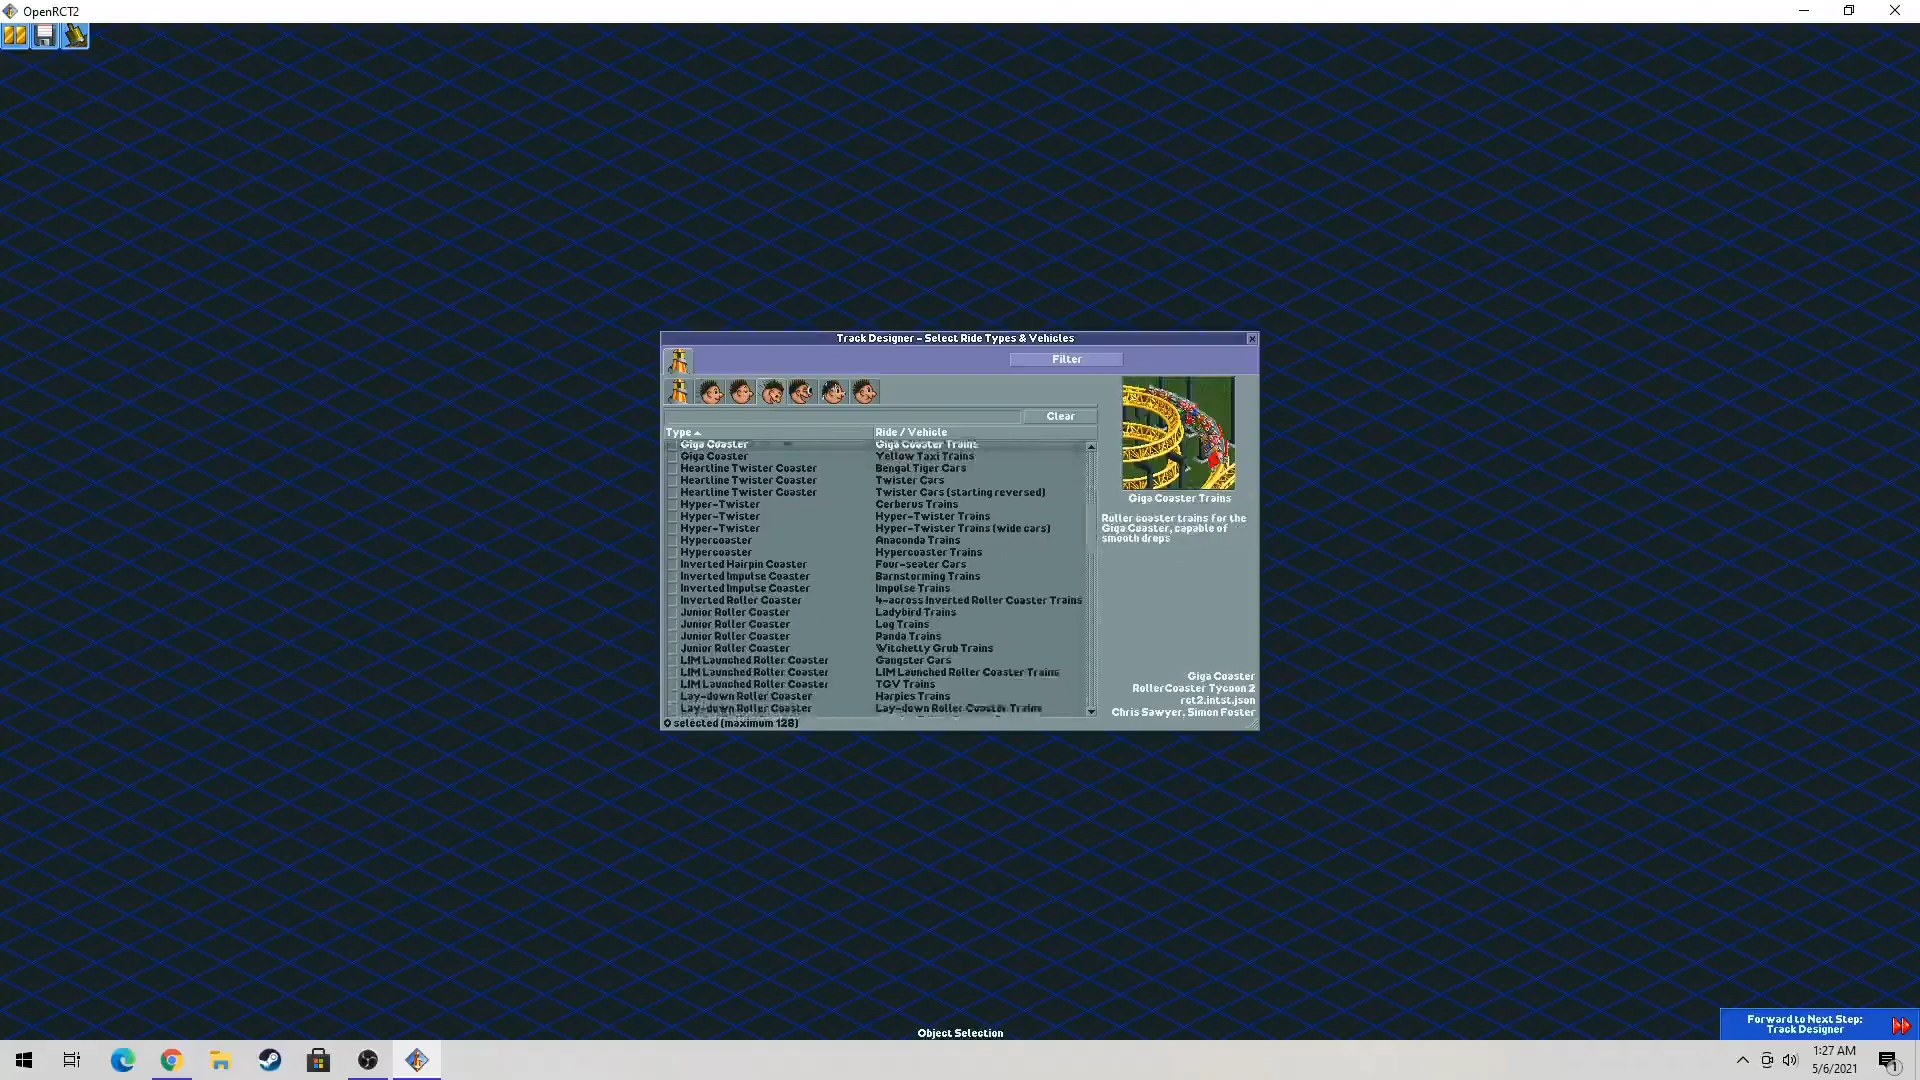 OpenRCT2
Track Designer - Select Ride Types & Vehicles
Filter
Clear
Type
Ride / Vehicle
Giga Coaster Giga Coaster Trains
Giga Coaster Yellow Taxi Trains
Heartline Twister Coaster Bengal Tiger Cars
Heartline Twister Coaster Twister Cars
Heartline Twister Coaster Twister Cars (starting reversed)
Hyper-Twister Cerberus Trains
Hyper-Twister Hyper-Twister Trains
Hyper-Twister Hyper-Twister Trains (wide cars)
Hypercoaster Anaconda Trains
Hypercoaster Hypercoaster Trains
Inverted Hairpin Coaster Four-seater Cars
Inverted Impulse Coaster Barnstorming Trains
Inverted Impulse Coaster Impulse Trains
Inverted Roller Coaster 4-across Inverted Roller Coaster Trains
Junior Roller Coaster Ladybird Trains
Junior Roller Coaster Log Trains
Junior Roller Coaster Panda Trains
Junior Roller Coaster Witchetty Grub Trains
LIM Launched Roller Coaster Gangster Cars
LIM Launched Roller Coaster LIM Launched Roller Coaster Trains
LIM Launched Roller Coaster TGV Trains
Lay-down Roller Coaster Harpies Trains
Lay-down Roller Coaster Lay-down Roller Coaster Trains
0 selected (maximum 128)
Giga Coaster Trains
Roller coaster trains for the
Giga Coaster, capable of
smooth drops
Giga Coaster
RollerCoaster Tycoon 2
rct2.intst.json
Chris Sawyer, Simon Foster
Object Selection
Forward to Next Step:
Track Designer
1:27 AM
5/6/2021
1